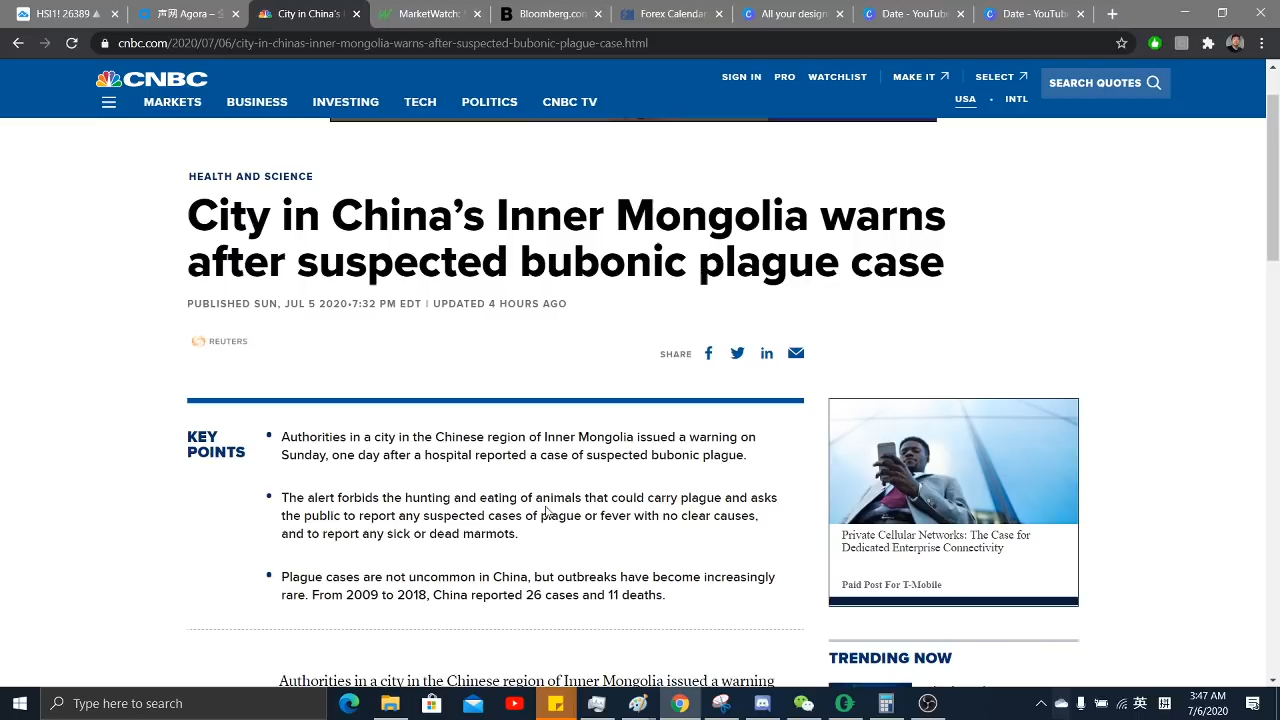 HSI1 26339
City in China's
MarketWatch
Bloomberg.com
Forex Calendar
All your design
Date - YouTube
Date - YouTube
cnbc.com/2020/07/06/city-in-chinas-inner-mongolia-warns-after-suspected-bubonic-plague-case.html
CNBC
SIGN IN PRO WATCHLIST MAKE IT SELECT
SEARCH QUOTES
USA • INTL
MARKETS BUSINESS INVESTING TECH POLITICS CNBC TV
HEALTH AND SCIENCE
City in China's Inner Mongolia warns
after suspected bubonic plague case
PUBLISHED SUN, JUL 5 2020•7:32 PM EDT | UPDATED 4 HOURS AGO
REUTERS
SHARE
KEY
POINTS
Authorities in a city in the Chinese region of Inner Mongolia issued a warning on
Sunday, one day after a hospital reported a case of suspected bubonic plague.
The alert forbids the hunting and eating of animals that could carry plague and asks
the public to report any suspected cases of plague or fever with no clear causes,
and to report any sick or dead marmots.
Plague cases are not uncommon in China, but outbreaks have become increasingly
rare. From 2009 to 2018, China reported 26 cases and 11 deaths.
Authorities in a city in the Chinese region of Inner Mongolia issued a warning
Private Cellular Networks: The Case for
Dedicated Enterprise Connectivity
Paid Post For T-Mobile
TRENDING NOW
Type here to search
英
拼
3:47 AM
7/6/2020